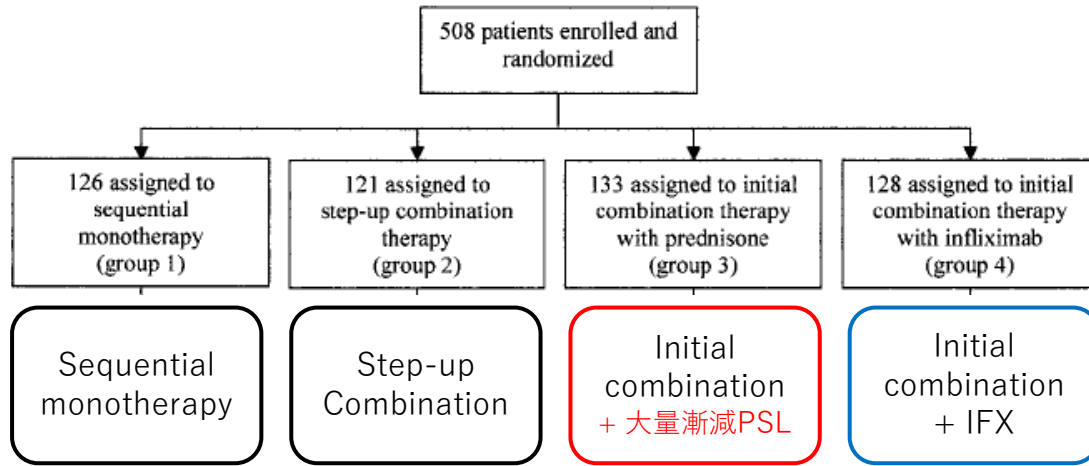 508 patients enrolled and
randomized
126 assigned to
sequential
monotherapy
(group 1)
121 assigned to
step-up combination
therapy
(group 2)
133 assigned to initial
combination therapy
with prednisone
(group 3)
128 assigned to initial
combination therapy
with infliximab
(group 4)
Sequential
monotherapy
Step-up
Combination
Initial
combination
+ 大量漸減PSL
Initial
combination
+ IFX